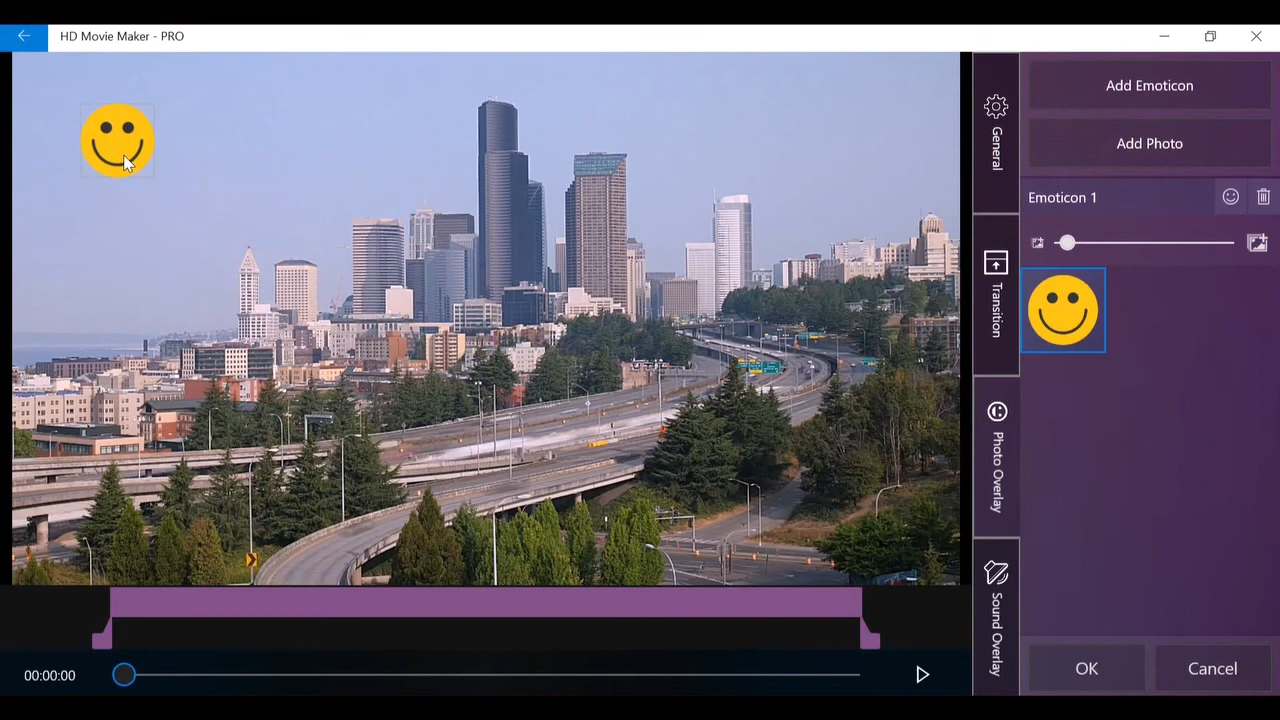 HD Movie Maker - PRO
General
Transition
Photo Overlay
Sound Overlay
Add Emoticon
Add Photo
Emoticon 1
00:00:00
OK
Cancel